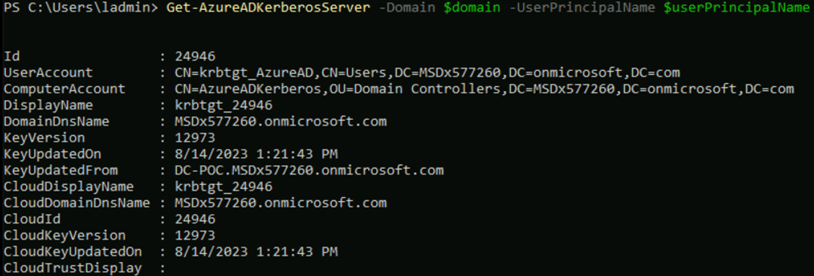 PS C:\Users\ladmin> Get-AzureADKerberosServer -Domain $domain -UserPrincipalName $userPrincipalName
Id                 : 24946
UserAccount        : CN=krbtgt_AzureAD,CN=Users,DC=MSDx577260,DC=onmicrosoft,DC=com
ComputerAccount    : CN=AzureADKerberos,OU=Domain Controllers,DC=MSDx577260,DC=onmicrosoft,DC=com
DisplayName        : krbtgt_24946
DomainDnsName      : MSDx577260.onmicrosoft.com
KeyVersion         : 12973
KeyUpdatedOn       : 8/14/2023 1:21:43 PM
KeyUpdatedFrom     : DC-POC.MSDx577260.onmicrosoft.com
CloudDisplayName   : krbtgt_24946
CloudDomainDnsName : MSDx577260.onmicrosoft.com
CloudId            : 24946
CloudKeyVersion    : 12973
CloudKeyUpdatedOn  : 8/14/2023 1:21:43 PM
CloudTrustDisplay  :